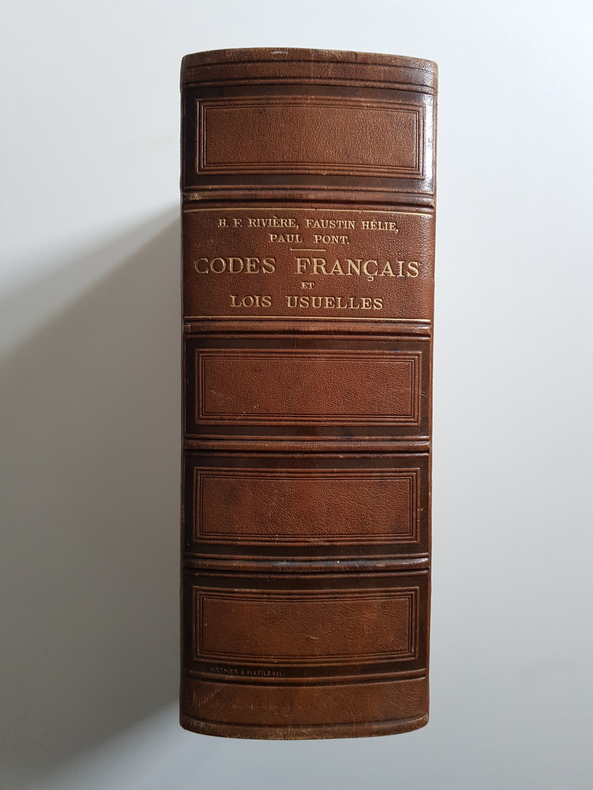 H. F. RIVIÈRE, FAUSTIN HÉLIE,
PAUL PONT.
CODES FRANÇAIS
ET
LOIS USUELLES